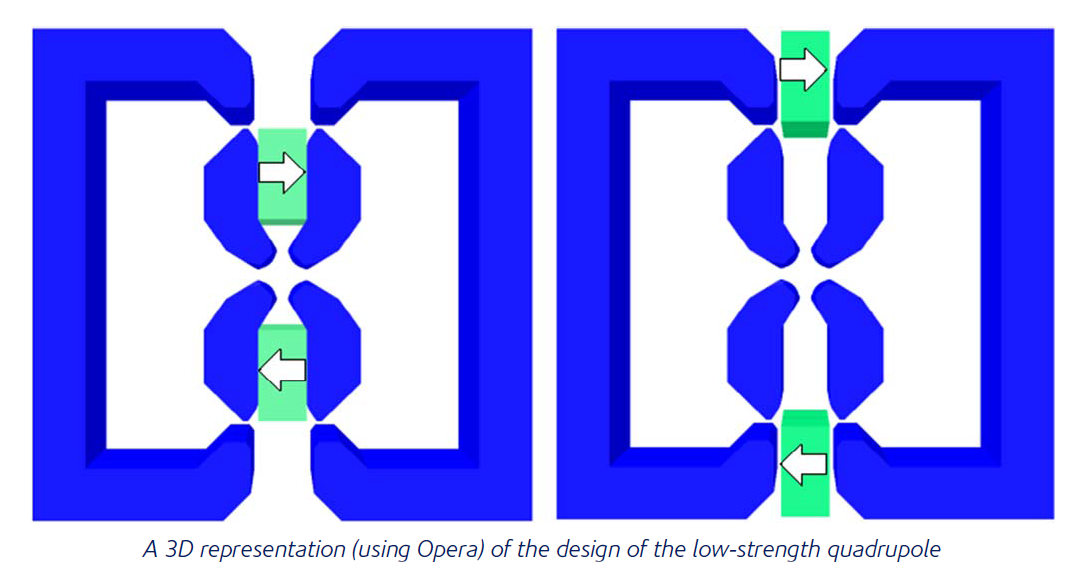 A 3D representation (using Opera) of the design of the low-strength quadrupole